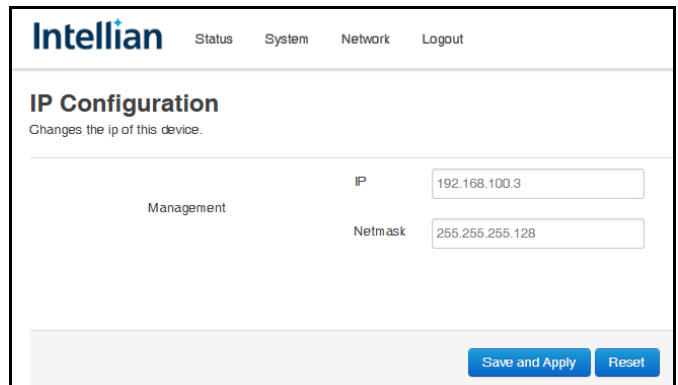 Intellian Status System Network Logout
IP Configuration
Changes the ip of this device.
IP 192.168.100.3
Management
Netmask 255.255.255.128
Save and Apply Reset